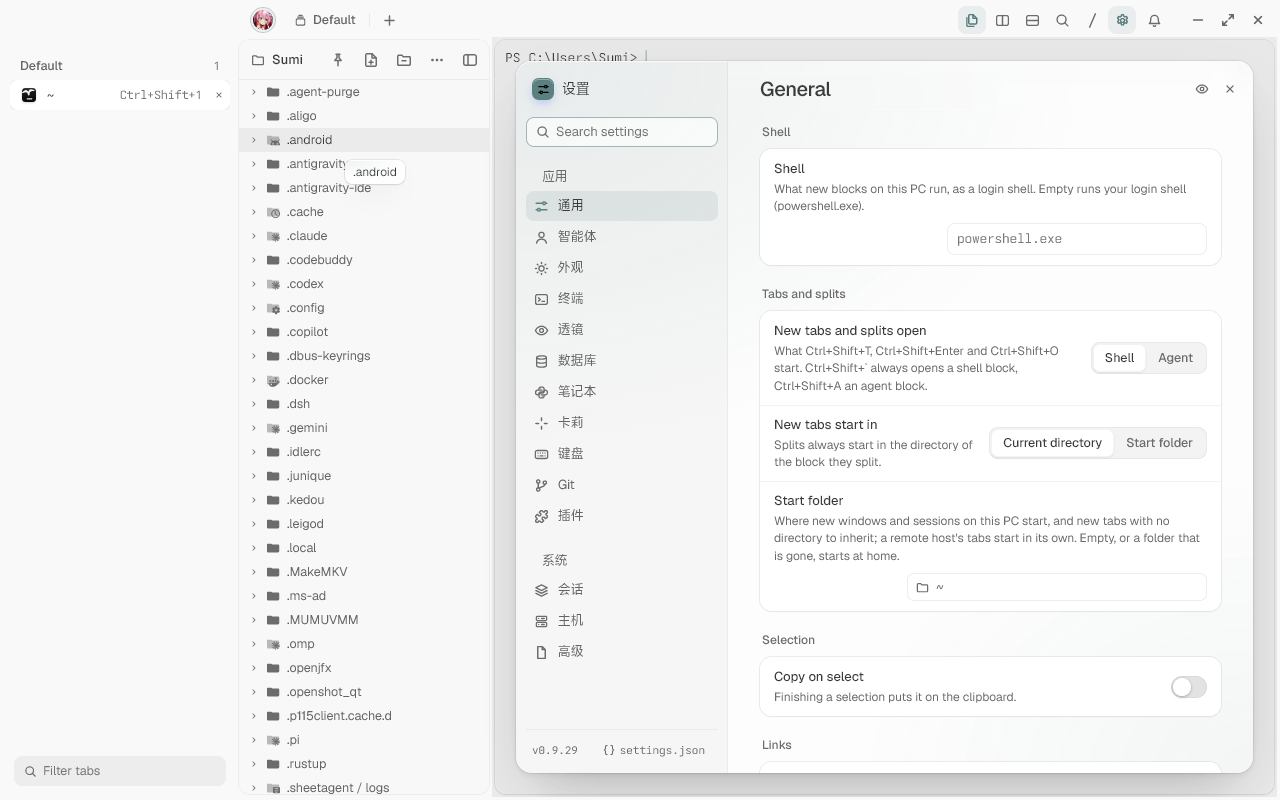 Default
Default
1
~
Ctrl+Shift+1
Filter tabs
Sumi
.agent-purge
.aligo
.android
.antigravity
.android
.antigravity-ide
.cache
.claude
.codebuddy
.codex
.config
.copilot
.dbus-keyrings
.docker
.dsh
.gemini
.idlerc
.junique
.kedou
.leigod
.local
.MakeMKV
.ms-ad
.MUMUVMM
.omp
.openjfx
.openshot_qt
.p115client.cache.d
.pi
.rustup
.sheetagent / logs
PS C:\Users\Sumi>
设置
Search settings
应用
通用
智能体
外观
终端
透镜
数据库
笔记本
卡莉
键盘
Git
插件
系统
会话
主机
高级
v0.9.29
{} settings.json
General
Shell
Shell
What new blocks on this PC run, as a login shell. Empty runs your login shell
(powershell.exe).
powershell.exe
Tabs and splits
New tabs and splits open
What Ctrl+Shift+T, Ctrl+Shift+Enter and Ctrl+Shift+O
start. Ctrl+Shift+` always opens a shell block,
Ctrl+Shift+A an agent block.
Shell
Agent
New tabs start in
Splits always start in the directory of
the block they split.
Current directory
Start folder
Start folder
Where new windows and sessions on this PC start, and new tabs with no
directory to inherit; a remote host's tabs start in its own. Empty, or a folder that
is gone, starts at home.
~
Selection
Copy on select
Finishing a selection puts it on the clipboard.
Links